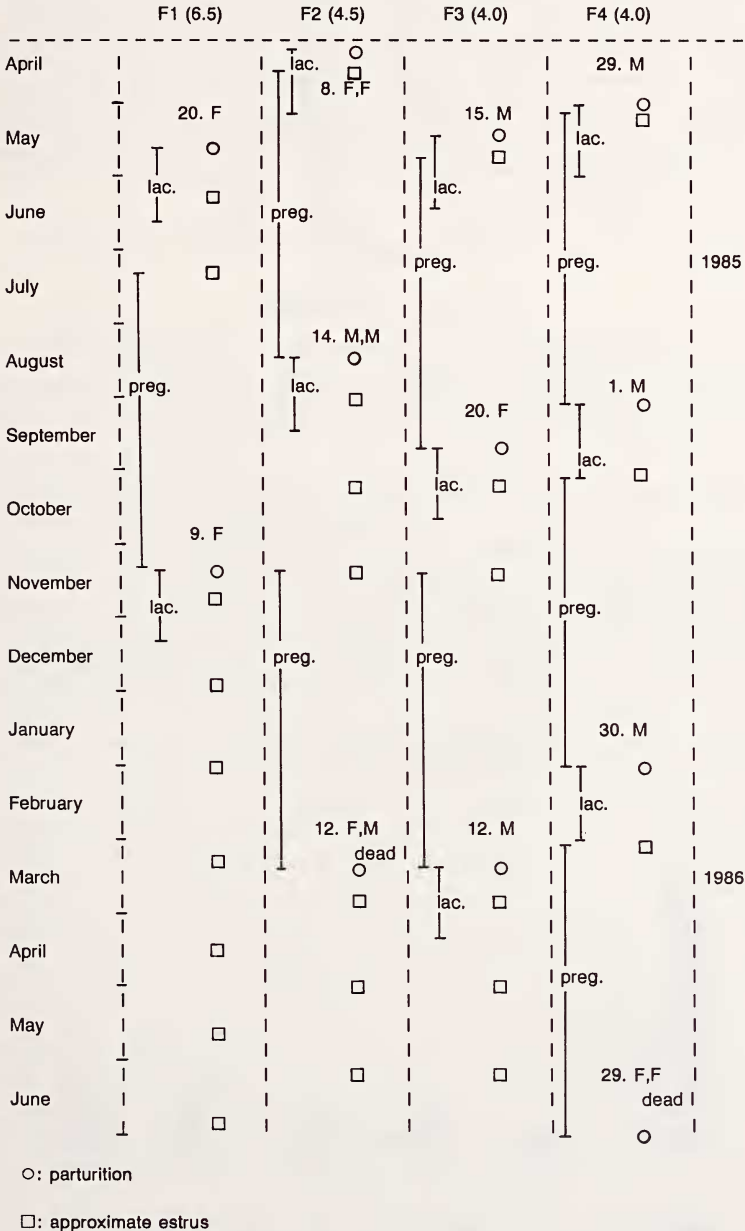 F1 (6.5) F2 (4.5) F3 (4.0) F4 (4.0)
April lac. 29. M
8. F,F
20. F 15. M
May lac.
lac. lac.
June preg.
preg. preg. 1985
July
14. M,M
August
preg. lac. 1. M
20. F
September
lac.
lac.
October
9. F
November
lac. preg.
December preg. preg.
January 30. M
February lac.
12. F,M 12. M
dead
March 1986
lac.
April
preg.
May
29. F,F
June dead
○: parturition
□: approximate estrus